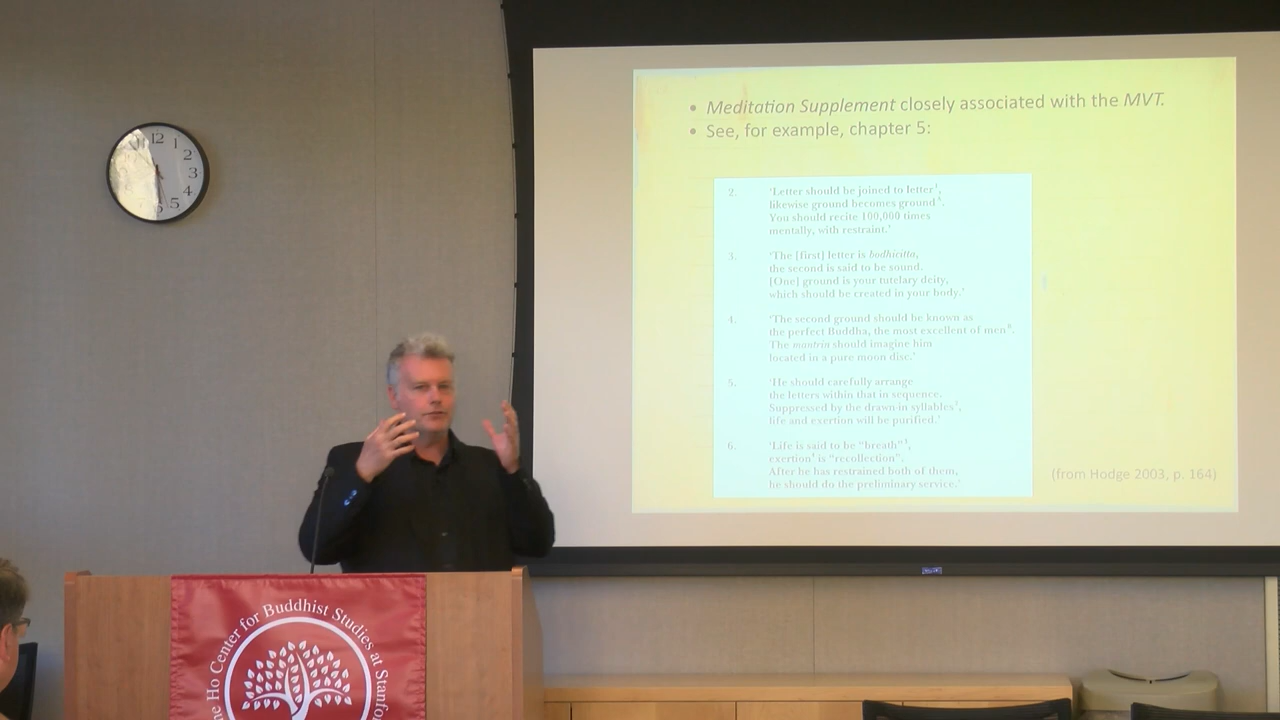 • Meditation Supplement closely associated with the MVT.
• See, for example, chapter 5:
2. 'Letter should be joined to letter
likewise ground becomes ground
You should recite 100,000 times
mentally, with restraint.'
3. 'The [first] letter is bodhicitta,
the second is said to be sound.
[One] ground is your tutelary deity,
which should be created in your body.'
4. 'The second ground should be known as
the perfect Buddha, the most excellent of men
The mantrin should imagine him
located in a pure moon disc.'
5. 'He should carefully arrange
the letters within that in sequence.
Suppressed by the drawn in syllables
life and exertion will be purified.'
6. 'Life is said to be "breath"
exertion is "recollection".
After he has restrained both of them,
he should do the preliminary service.'
(from Hodge 2003, p. 164)
12
1
2
3
4
5
6
Ho Center for Buddhist Studies at Stanfor